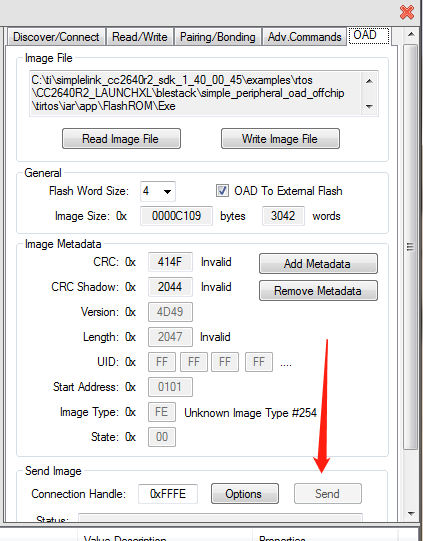 Discover/Connect Read/Write Pairing/Bonding Adv.Commands OAD
Image File
C:\ti\simplelink_cc2640r2_sdk_1_40_00_45\examples\rtos
\CC2640R2_LAUNCHXL\blestack\simple_peripheral_oad_offchip
\tirtos\iar\app\FlashROM\Exe
Read Image File Write Image File
General
Flash Word Size: 4 OAD To External Flash
Image Size: 0x 0000C109 bytes 3042 words
Image Metadata
CRC: 0x 414F Invalid Add Metadata
CRC Shadow: 0x 2044 Invalid Remove Metadata
Version: 0x 4D49
Length: 0x 2047 Invalid
UID: 0x FF FF FF FF ....
Start Address: 0x 0101
Image Type: 0x FE Unknown Image Type #254
State: 0x 00
Send Image
Connection Handle: 0xFFFE Options Send
Status:
Value Description Properties